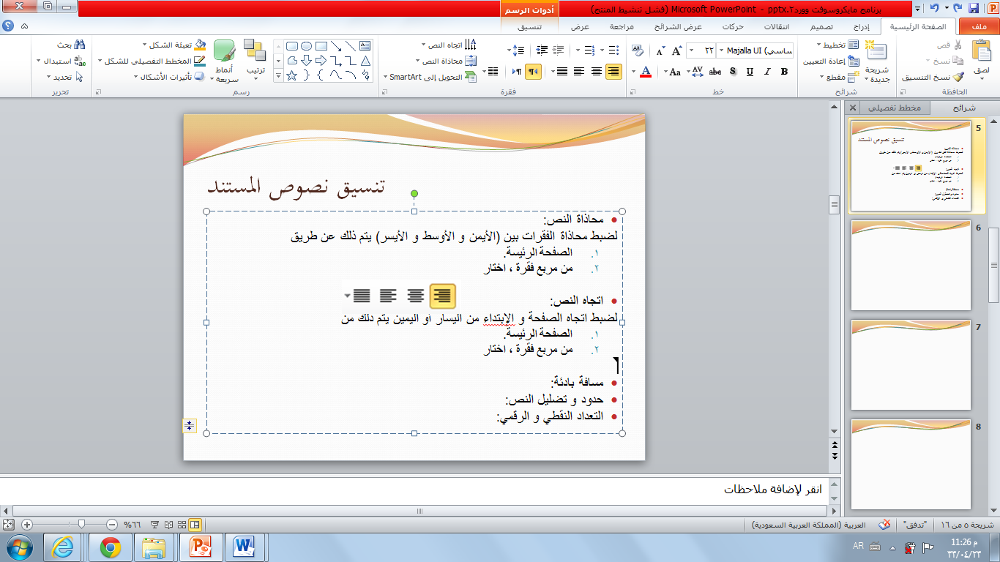 برنامج مايكروسوفت وورد٢.pptx - Microsoft PowerPoint (فشل تنشيط المنتج)
أدوات الرسم
ملف
الصفحة الرئيسية
إدراج
تصميم
انتقالات
حركات
عرض الشرائح
مراجعة
عرض
تنسيق
لصق
قص
نسخ
نسخ التنسيق
الحافظة
شريحة جديدة
تخطيط
إعادة التعيين
مقطع
شرائح
Majalla UI (ساسي
٢٢
B I U S abc AV Aa A
خط
اتجاه النص
محاذاة النص
التحويل إلى SmartArt
فقرة
ترتيب
أنماط سريعة
تعبئة الشكل
المخطط التفصيلي للشكل
تأثيرات الأشكال
رسم
بحث
استبدال
تحديد
تحرير
شرائح
مخطط تفصيلي
5
6
7
8
تنسيق نصوص المستند
محاذاة النص:
لضبط محاذاة الفقرات بين (الأيمن و الأوسط و الأيسر) يتم ذلك عن طريق
١. الصفحة الرئيسة.
٢. من مربع فقرة ، اختار
اتجاه النص:
لضبط اتجاه الصفحة و الإبتداء من اليسار او اليمين يتم دلك من
١. الصفحة الرئيسة.
٢. من مربع فقرة ، اختار
مسافة بادئة:
حدود و تضليل النص:
التعداد النقطي و الرقمي:
انقر لإضافة ملاحظات
شريحة ٥ من ١٦
"تدفق"
العربية (المملكة العربية السعودية)
٦٦%
AR
11:26 م
٣٣/٠٤/٢٣